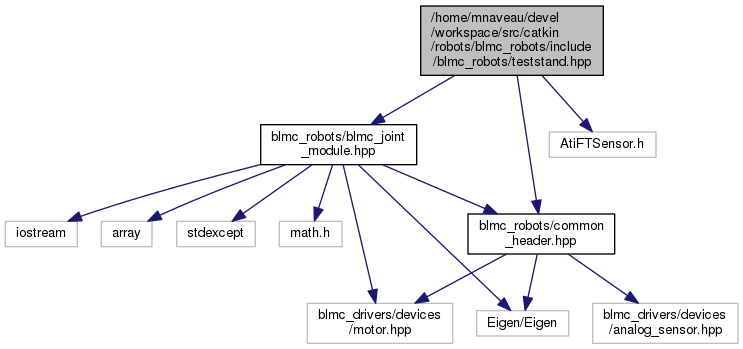 /home/mnaveau/devel
/workspace/src/catkin
/robots/blmc_robots/include
/blmc_robots/teststand.hpp
blmc_robots/blmc_joint
_module.hpp
AtiFTSensor.h
iostream
array
stdexcept
math.h
blmc_robots/common
_header.hpp
blmc_drivers/devices
/motor.hpp
Eigen/Eigen
blmc_drivers/devices
/analog_sensor.hpp